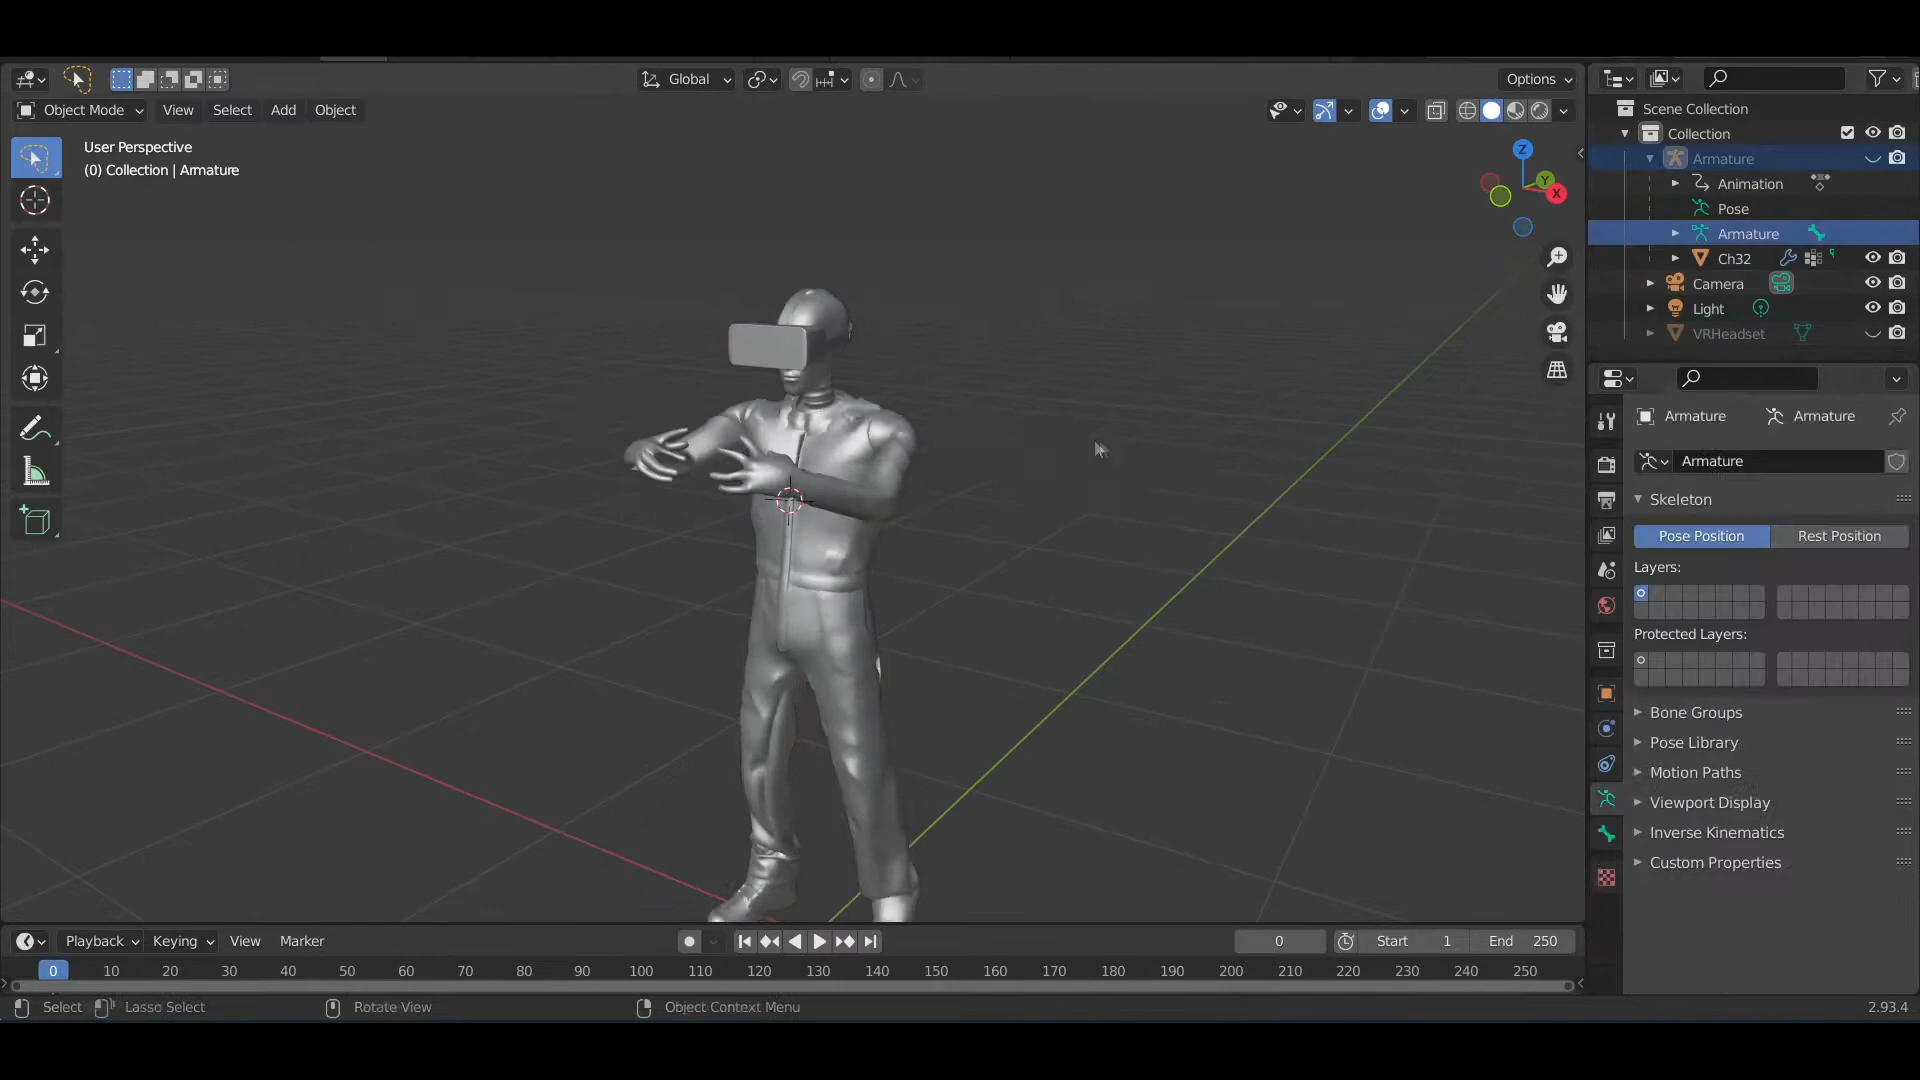 Global
Options
Object Mode View Select Add Object
User Perspective
(0) Collection | Armature
Z
Y
X
Scene Collection
Collection
Armature
Animation
Pose
Armature
Ch32
Camera
Light
VRHeadset
Armature Armature
Armature
Skeleton
Pose Position Rest Position
Layers:
Protected Layers:
Bone Groups
Pose Library
Motion Paths
Viewport Display
Inverse Kinematics
Custom Properties
Playback Keying View Marker
0 Start 1 End 250
0 10 20 30 40 50 60 70 80 90 100 110 120 130 140 150 160 170 180 190 200 210 220 230 240 250
Select Lasso Select Rotate View Object Context Menu 2.93.4